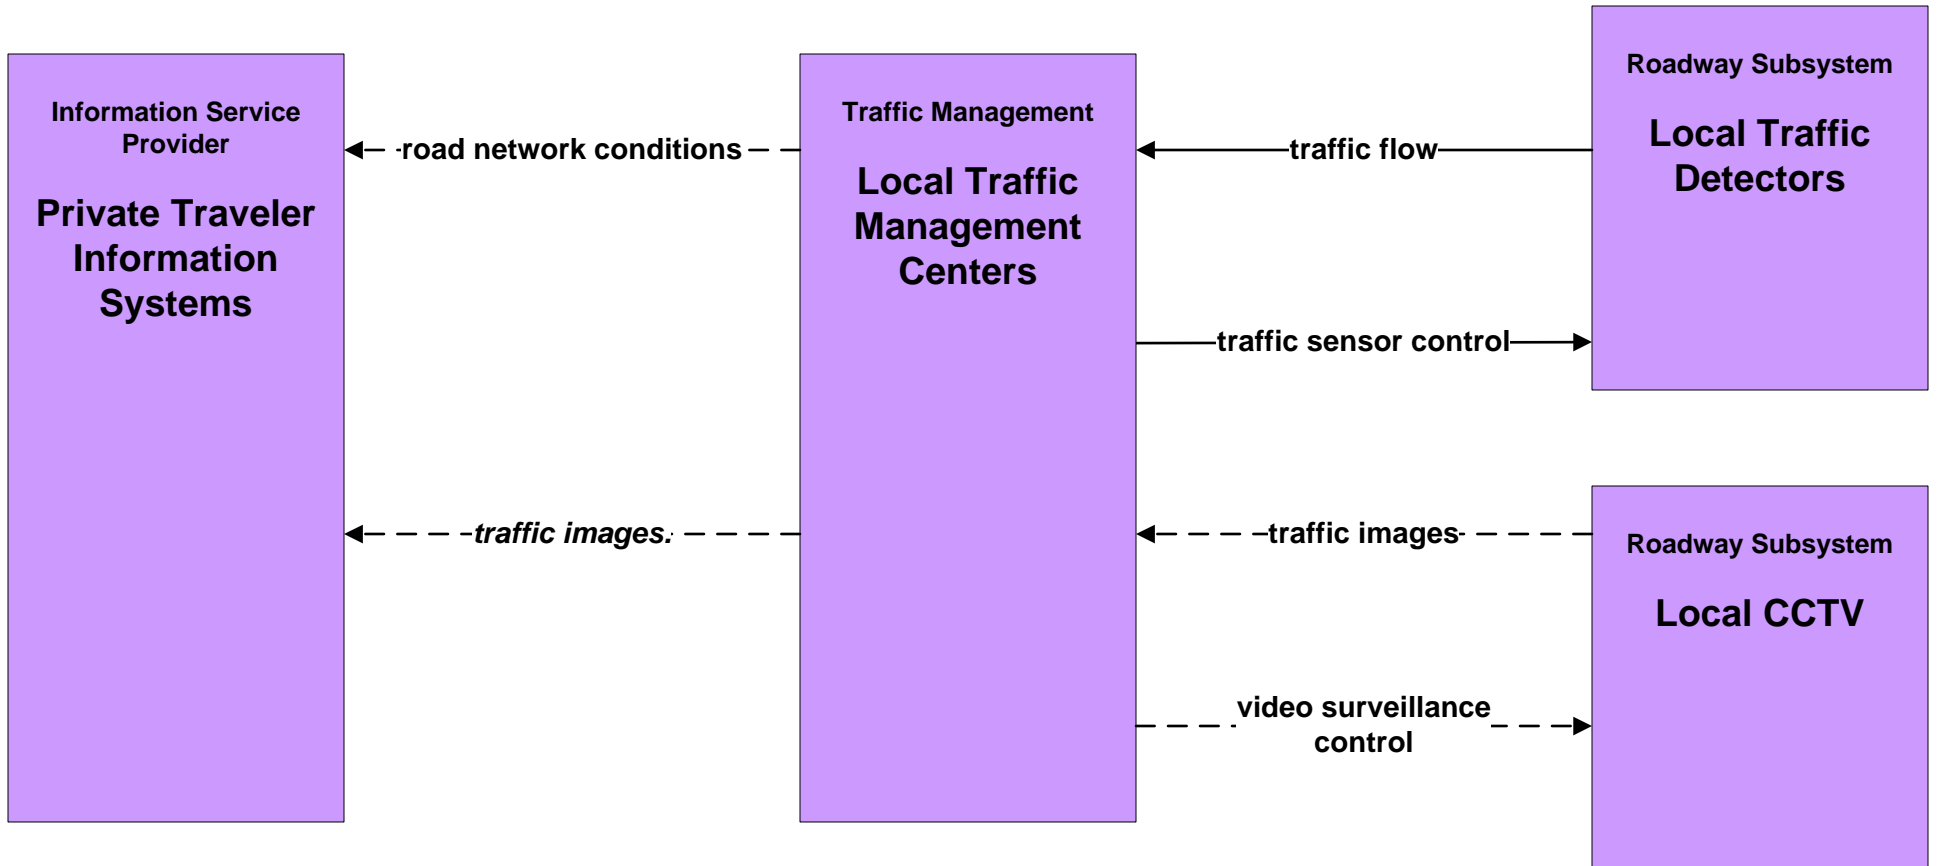 Information Service
Provider
Private Traveler
Information
Systems
road network conditions
traffic images.
Traffic Management
Local Traffic
Management
Centers
traffic flow
traffic sensor control
traffic images
video surveillance
control
Roadway Subsystem
Local Traffic
Detectors
Roadway Subsystem
Local CCTV